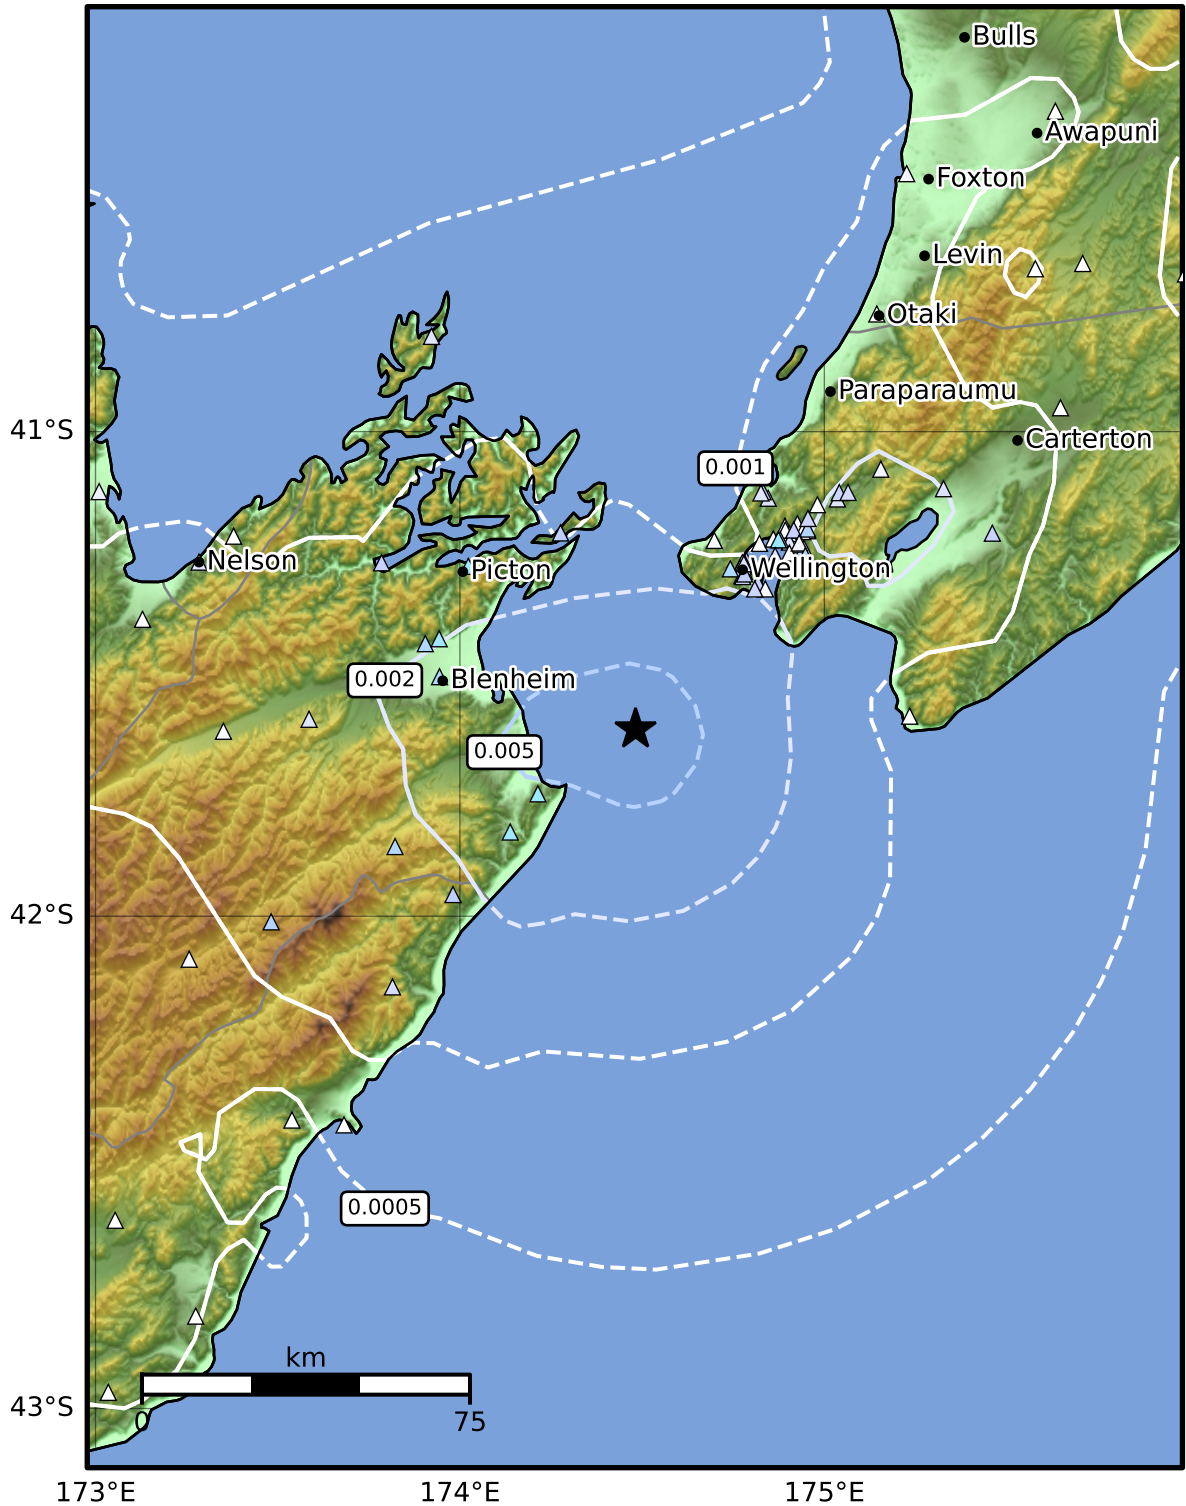 Bulls
Awapuni
Foxton
Levin
Otaki
Paraparaumu
41°S
Carterton
0.001
Nelson
Picton
Wellington
0.002
Blenheim
0.005
42°S
0.0005
km
43°S
0
75
173°E
174°E
175°E